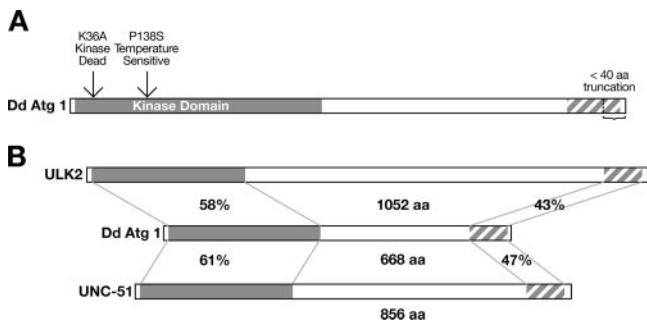 A
K36A
Kinase
Dead
P138S
Temperature
Sensitive
< 40 aa
truncation
Dd Atg 1
Kinase Domain
B
ULK2
58%
1052 aa
43%
Dd Atg 1
61%
668 aa
47%
UNC-51
856 aa